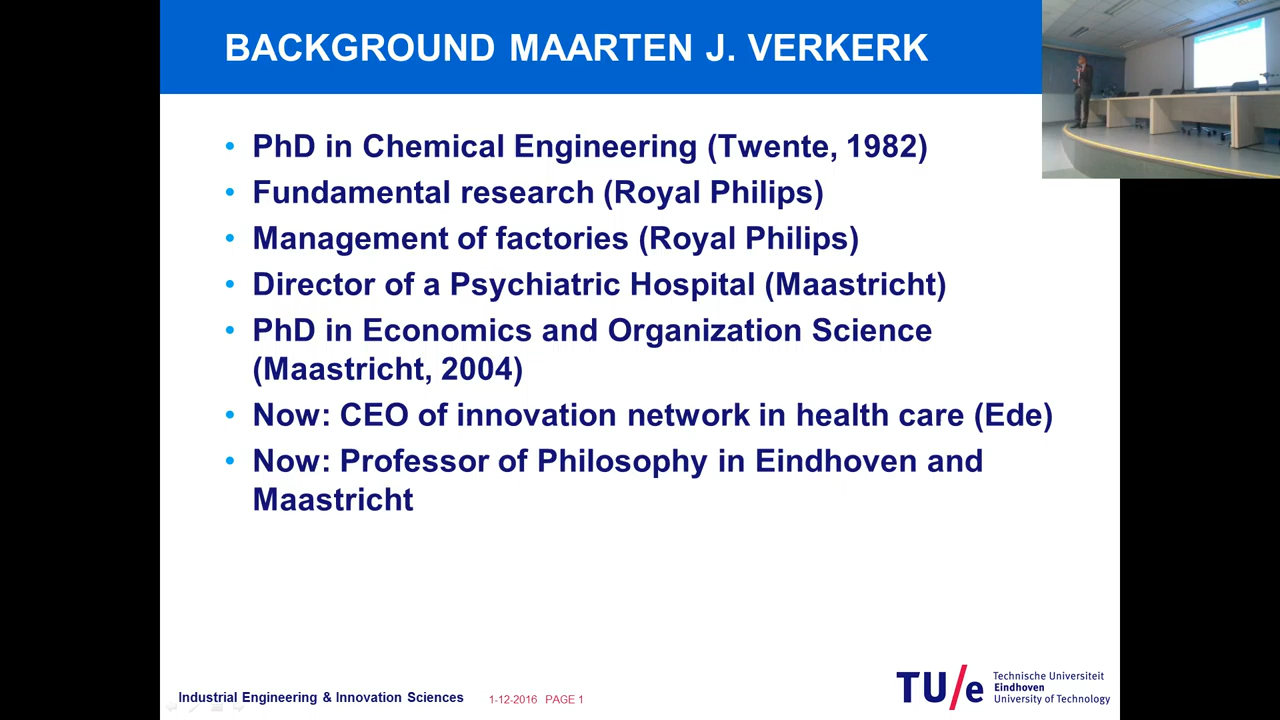 BACKGROUND MAARTEN J. VERKERK
• PhD in Chemical Engineering (Twente, 1982)
• Fundamental research (Royal Philips)
• Management of factories (Royal Philips)
• Director of a Psychiatric Hospital (Maastricht)
• PhD in Economics and Organization Science
(Maastricht, 2004)
• Now: CEO of innovation network in health care (Ede)
• Now: Professor of Philosophy in Eindhoven and
Maastricht
Industrial Engineering & Innovation Sciences
1-12-2016 PAGE 1
TU/e
Technische Universiteit
Eindhoven
University of Technology